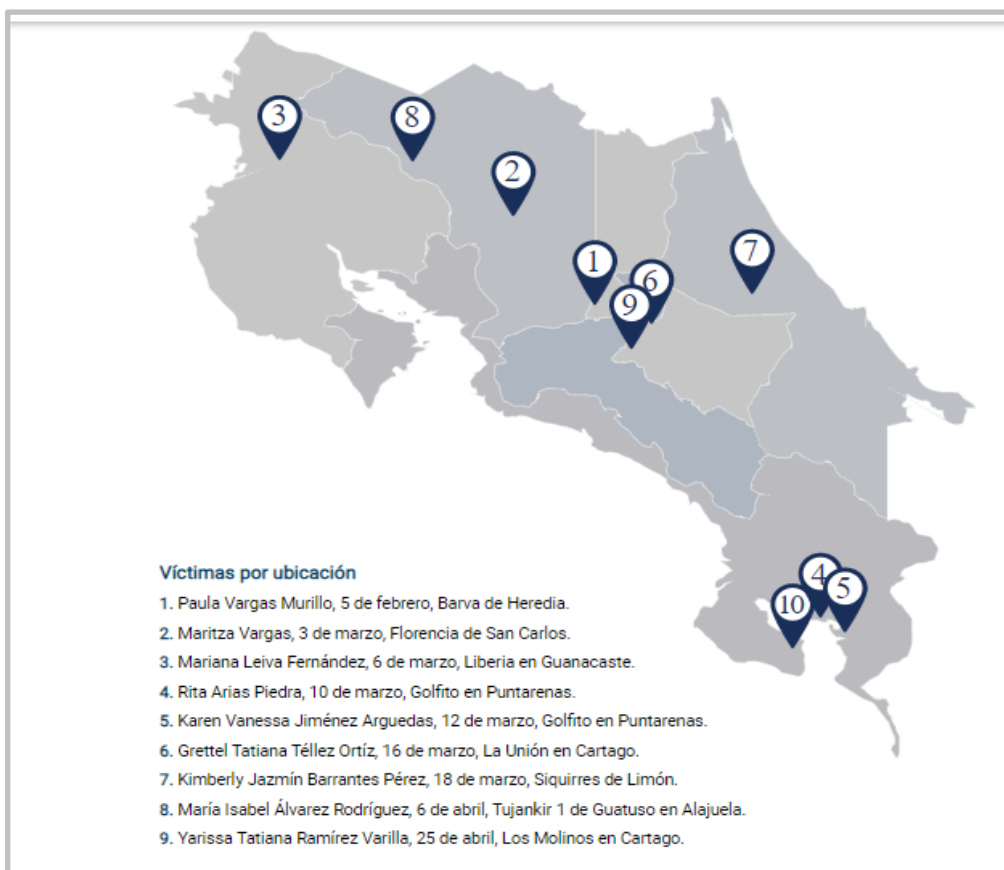 3
8
2
1
7
6
9
4
5
10
Víctimas por ubicación
1. Paula Vargas Murillo, 5 de febrero, Barva de Heredia.
2. Maritza Vargas, 3 de marzo, Florencia de San Carlos.
3. Mariana Leiva Fernández, 6 de marzo, Liberia en Guanacaste.
4. Rita Arias Piedra, 10 de marzo, Golfito en Puntarenas.
5. Karen Vanessa Jiménez Arguedas, 12 de marzo, Golfito en Puntarenas.
6. Grettel Tatiana Téllez Ortíz, 16 de marzo, La Unión en Cartago.
7. Kimberly Jazmín Barrantes Pérez, 18 de marzo, Siquirres de Limón.
8. María Isabel Álvarez Rodríguez, 6 de abril, Tujankir 1 de Guatuso en Alajuela.
9. Yarissa Tatiana Ramírez Varilla, 25 de abril, Los Molinos en Cartago.